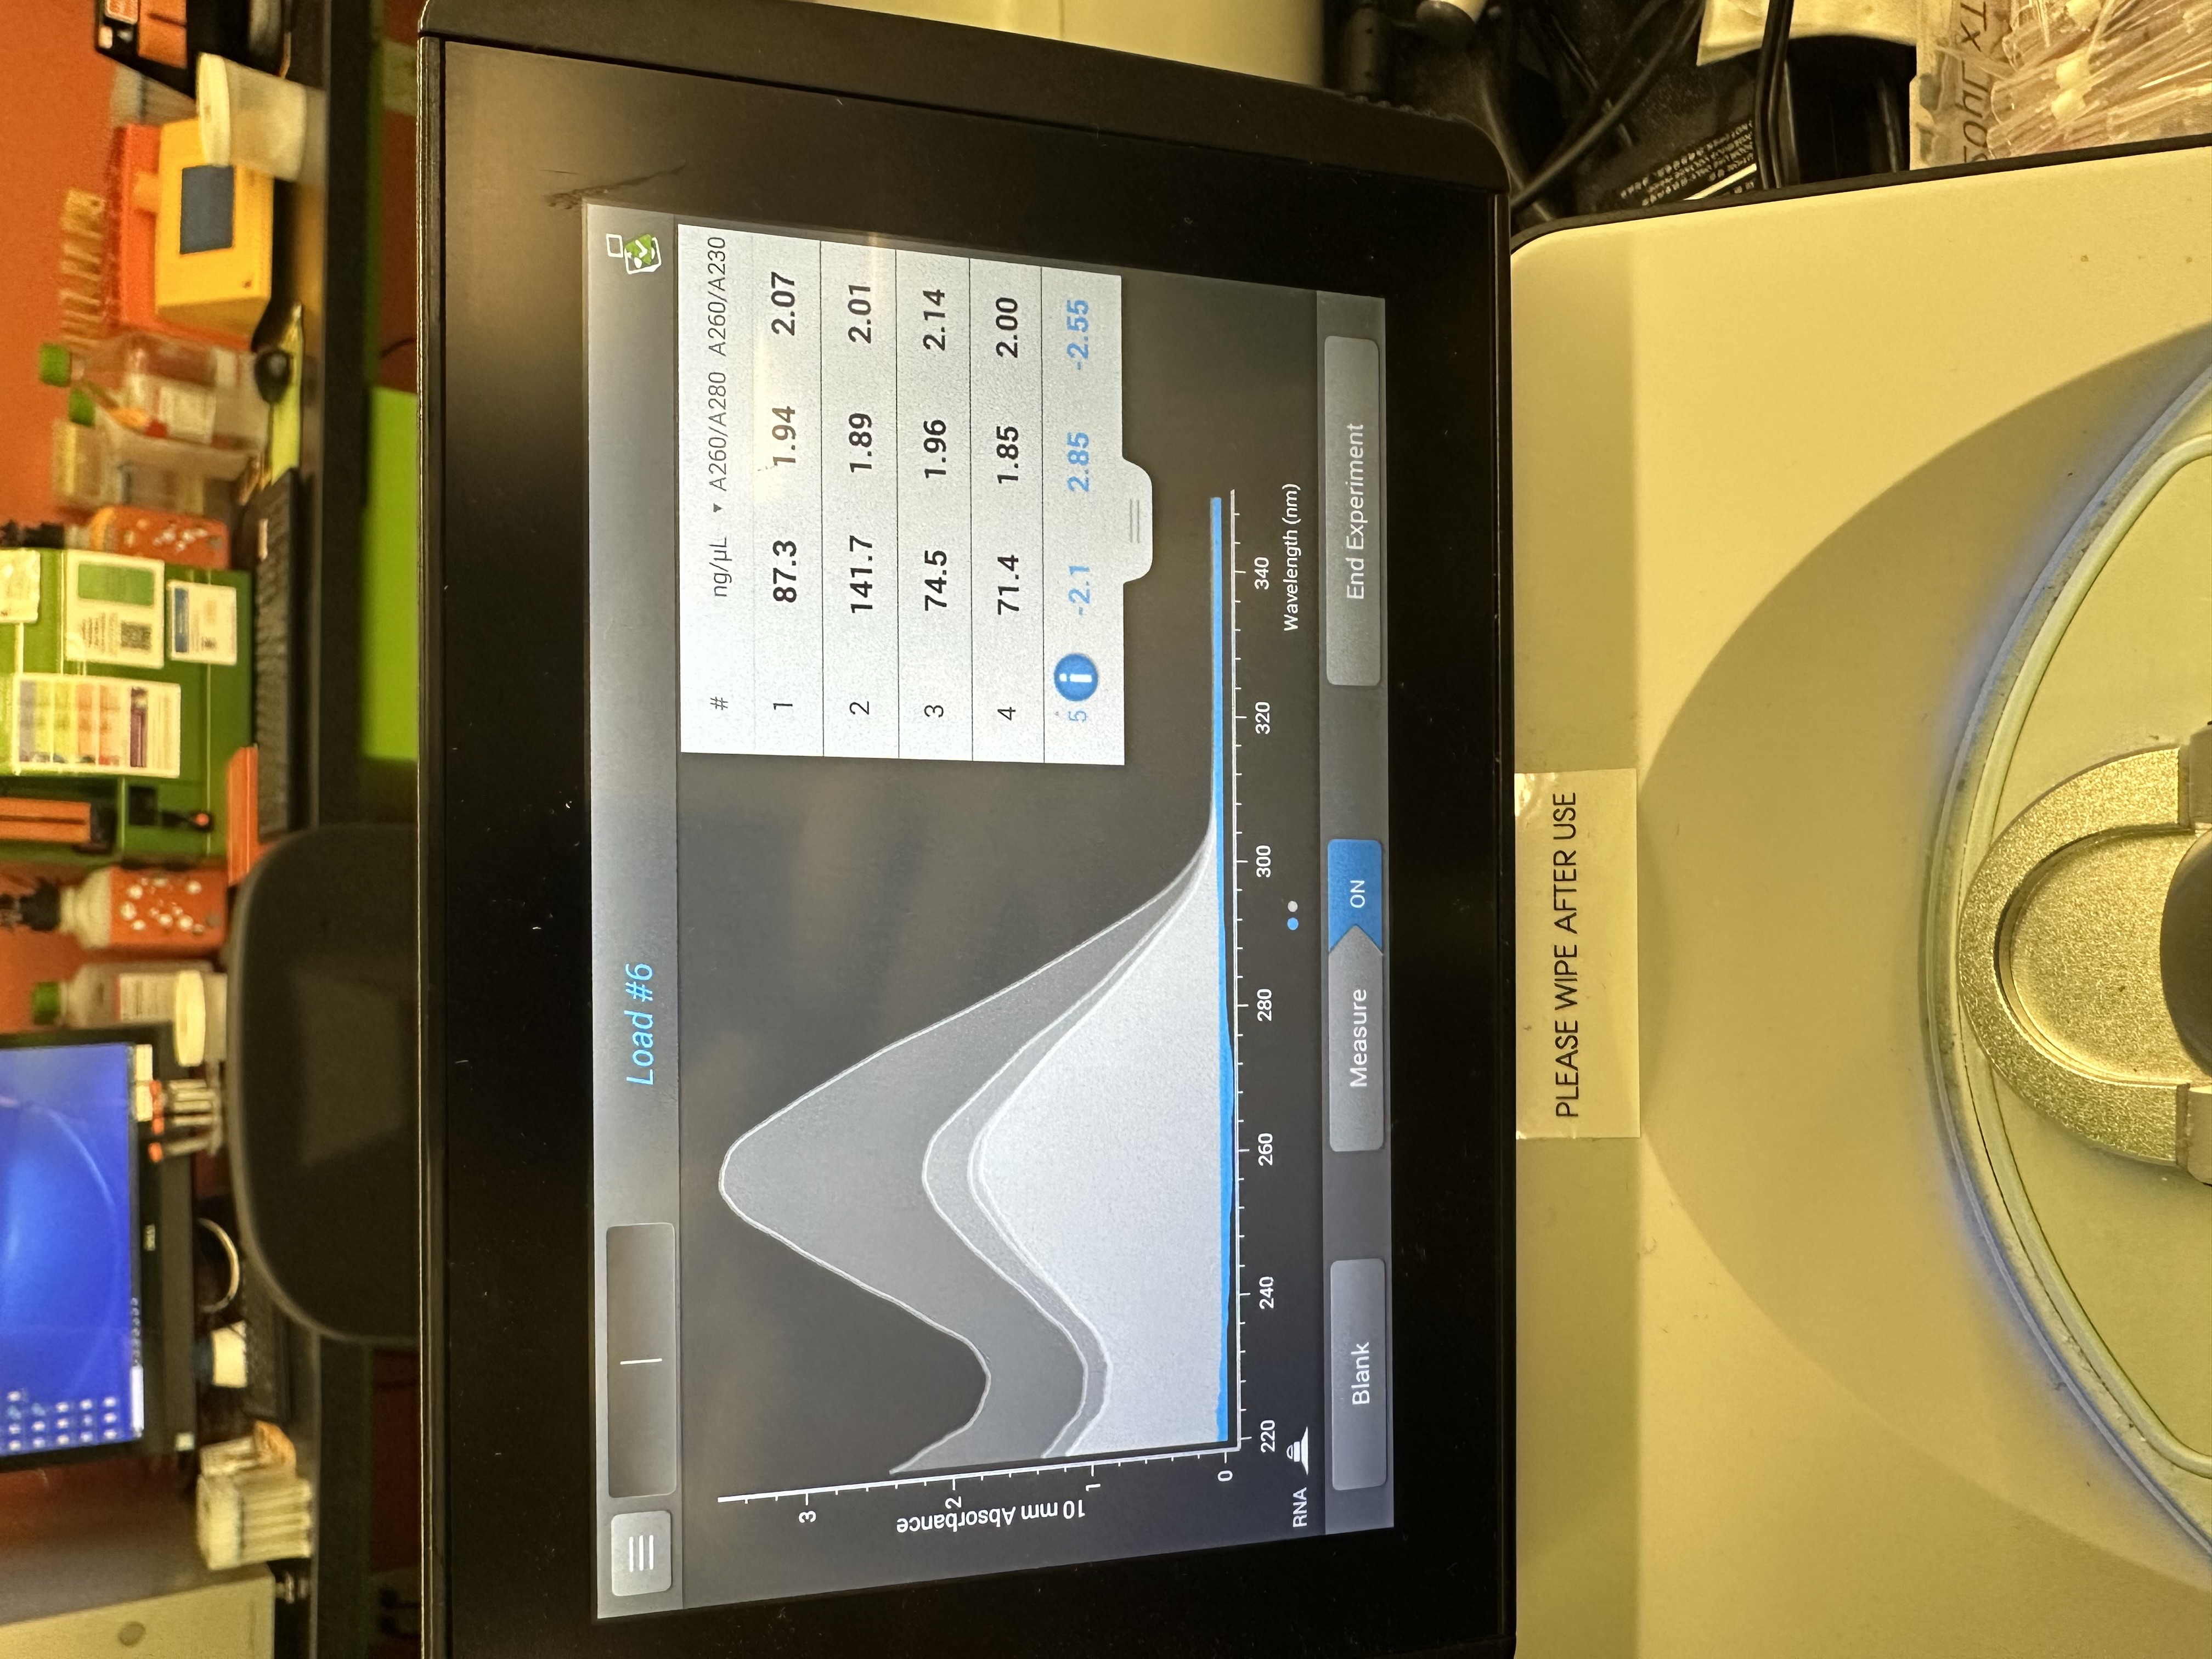 DELL
Load #6
# ng/µL A260/A280 A260/A230
1 87.3 1.94 2.07
2 141.7 1.89 2.01
3 74.5 1.96 2.14
4 71.4 1.85 2.00
5 i -2.1 2.85 -2.55
10 mm Absorbance
3
2
1
0
220 240 260 280 300 320 340
RNA
Wavelength (nm)
Blank
Measure ON
End Experiment
PLEASE WIPE AFTER USE